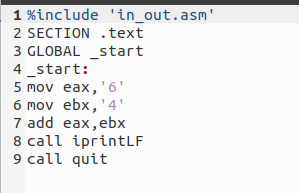 1 %include 'in_out.asm'
2 SECTION .text
3 GLOBAL _start
4 _start:
5 mov eax,'6'
6 mov ebx,'4'
7 add eax,ebx
8 call iprintLF
9 call quit